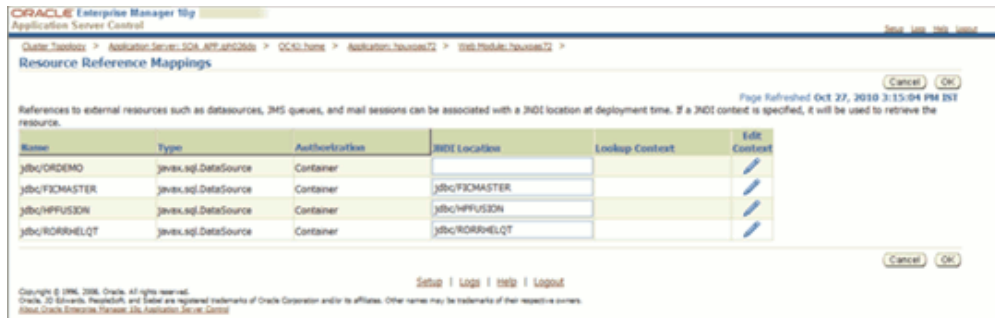 ORACLE Enterprise Manager 10g
Application Server Control
Setup Logs Help Logout
Cluster Topology > Application Server: > OC4J: home > Application: > Web Module: >
Resource Reference Mappings
Cancel OK
Page Refreshed Oct 27, 2010 3:15:04 PM IST
References to external resources such as datasources, JMS queues, and mail sessions can be associated with a JNDI location at deployment time. If a JNDI context is specified, it will be used to retrieve the
resource.
Name Type Authorization JNDI Location Lookup Context Edit Context
jdbc/ORDEMO javax.sql.DataSource Container
jdbc/FICMASTER javax.sql.DataSource Container jdbc/FICMASTER
jdbc/HPFUSION javax.sql.DataSource Container jdbc/HPFUSION
jdbc/RORRHELQT javax.sql.DataSource Container jdbc/RORRHELQT
Cancel OK
Setup | Logs | Help | Logout
Copyright © 1996, 2008, Oracle. All rights reserved.
Oracle, JD Edwards, PeopleSoft, and Siebel are registered trademarks of Oracle Corporation and/or its affiliates. Other names may be trademarks of their respective owners.
About Oracle Enterprise Manager 10g Application Server Control